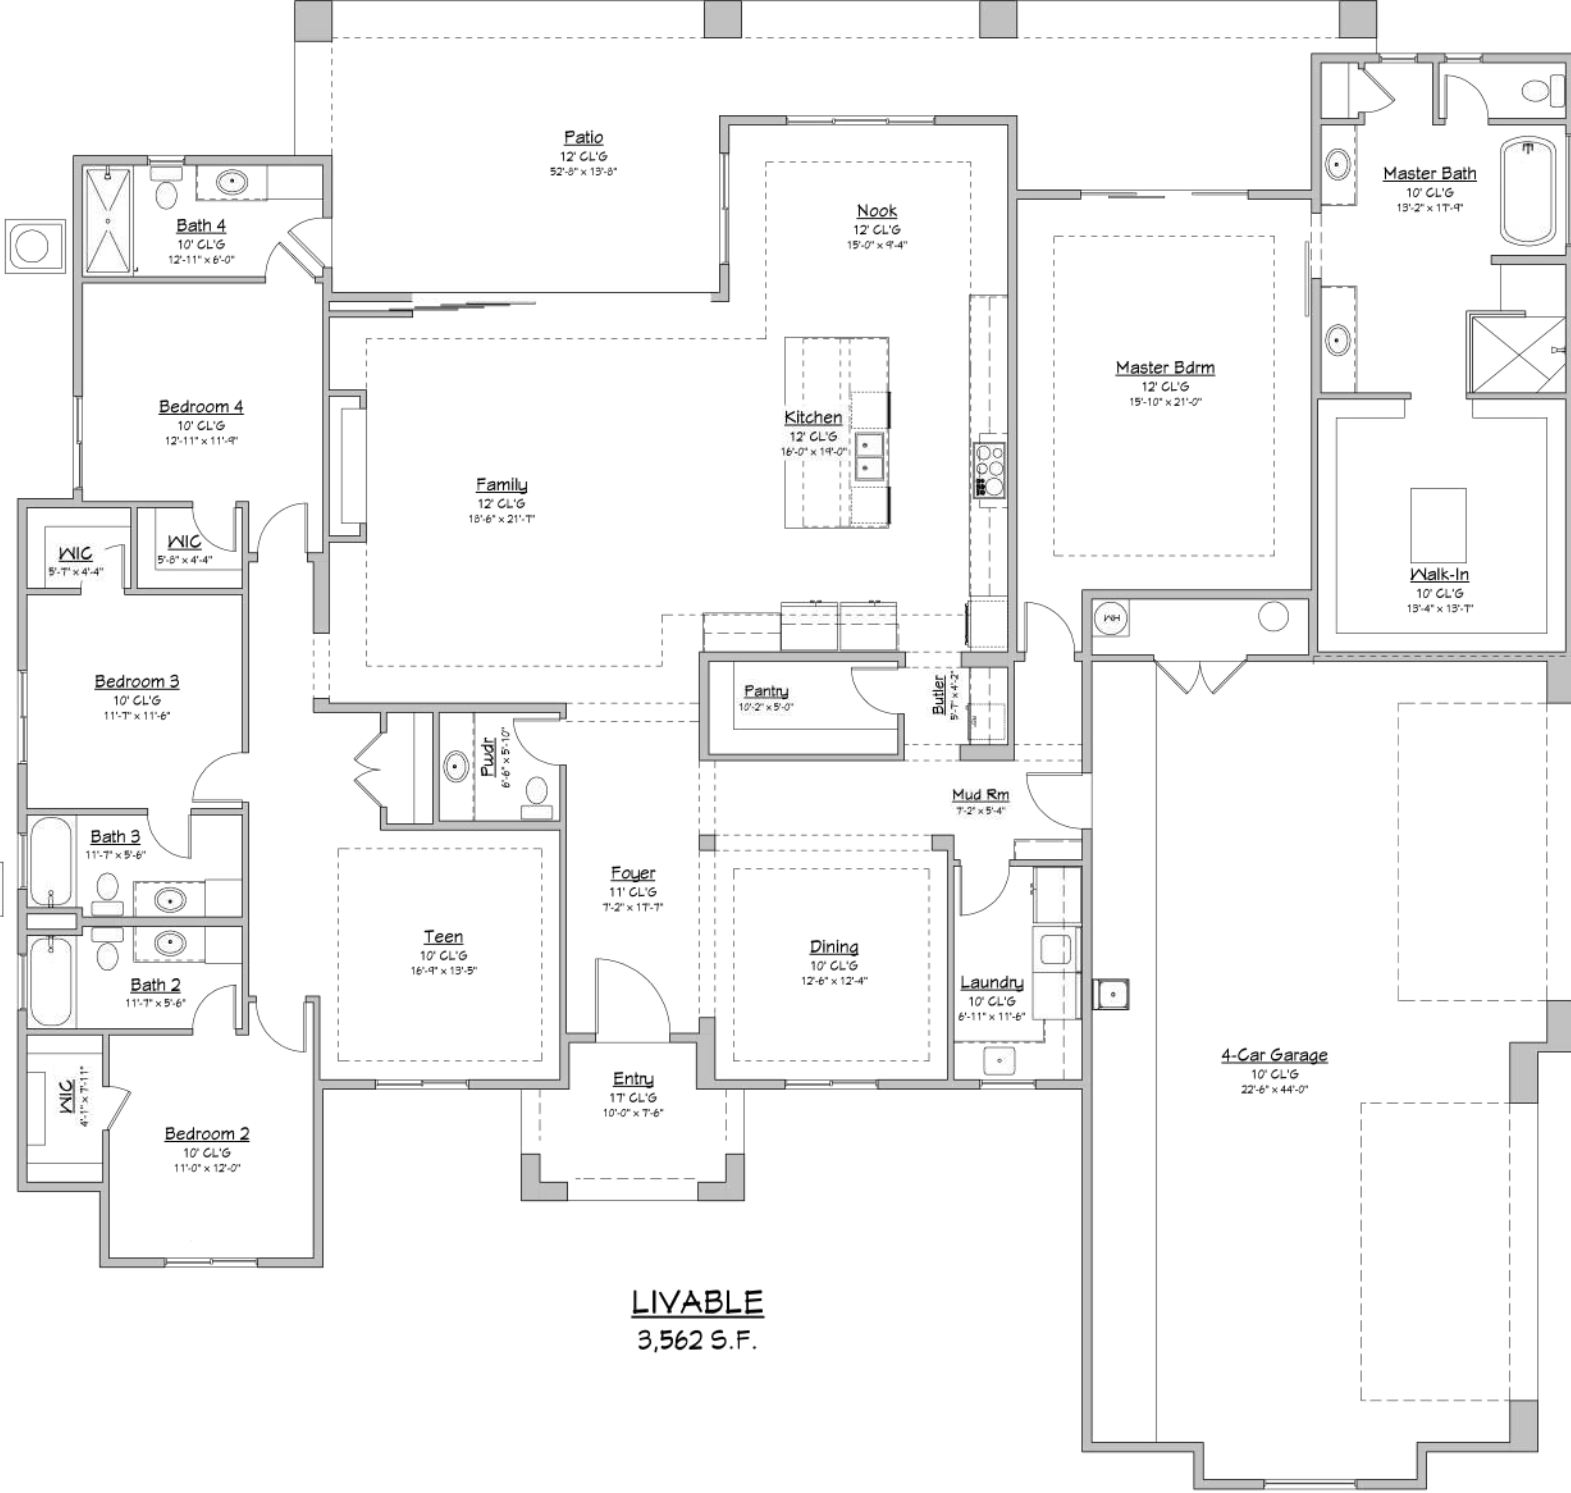 Patio
12' CL'G
52'-8" x 13'-8"
Master Bath
10' CL'G
13'-2" x 17'-9"
Nook
12' CL'G
15'-0" x 9'-4"
Bath 4
10' CL'G
12'-11" x 6'-0"
Master Bdrm
12' CL'G
15'-10" x 21'-0"
Bedroom 4
10' CL'G
12'-11" x 11'-9"
Kitchen
12' CL'G
16'-0" x 19'-0"
Family
12' CL'G
18'-6" x 21'-7"
WIC
5'-7" x 4'-4"
WIC
5'-8" x 4'-4"
Walk-In
10' CL'G
13'-4" x 13'-7"
HW
Bedroom 3
10' CL'G
11'-7" x 11'-6"
Pantry
10'-2" x 5'-0"
Butler
5'-7" x 4'-2"
Pwdr
6'-6" x 5'-10"
Mud Rm
7'-2" x 5'-4"
Bath 3
11'-7" x 5'-6"
Foyer
11' CL'G
7'-2" x 17'-7"
Teen
10' CL'G
16'-9" x 13'-5"
Dining
10' CL'G
12'-6" x 12'-4"
Bath 2
11'-7" x 5'-6"
Laundry
10' CL'G
6'-11" x 11'-6"
4-Car Garage
10' CL'G
22'-6" x 44'-0"
WIC
4'-1" x 7'-11"
Entry
17' CL'G
10'-0" x 7'-6"
Bedroom 2
10' CL'G
11'-0" x 12'-0"
LIVABLE
3,562 S.F.